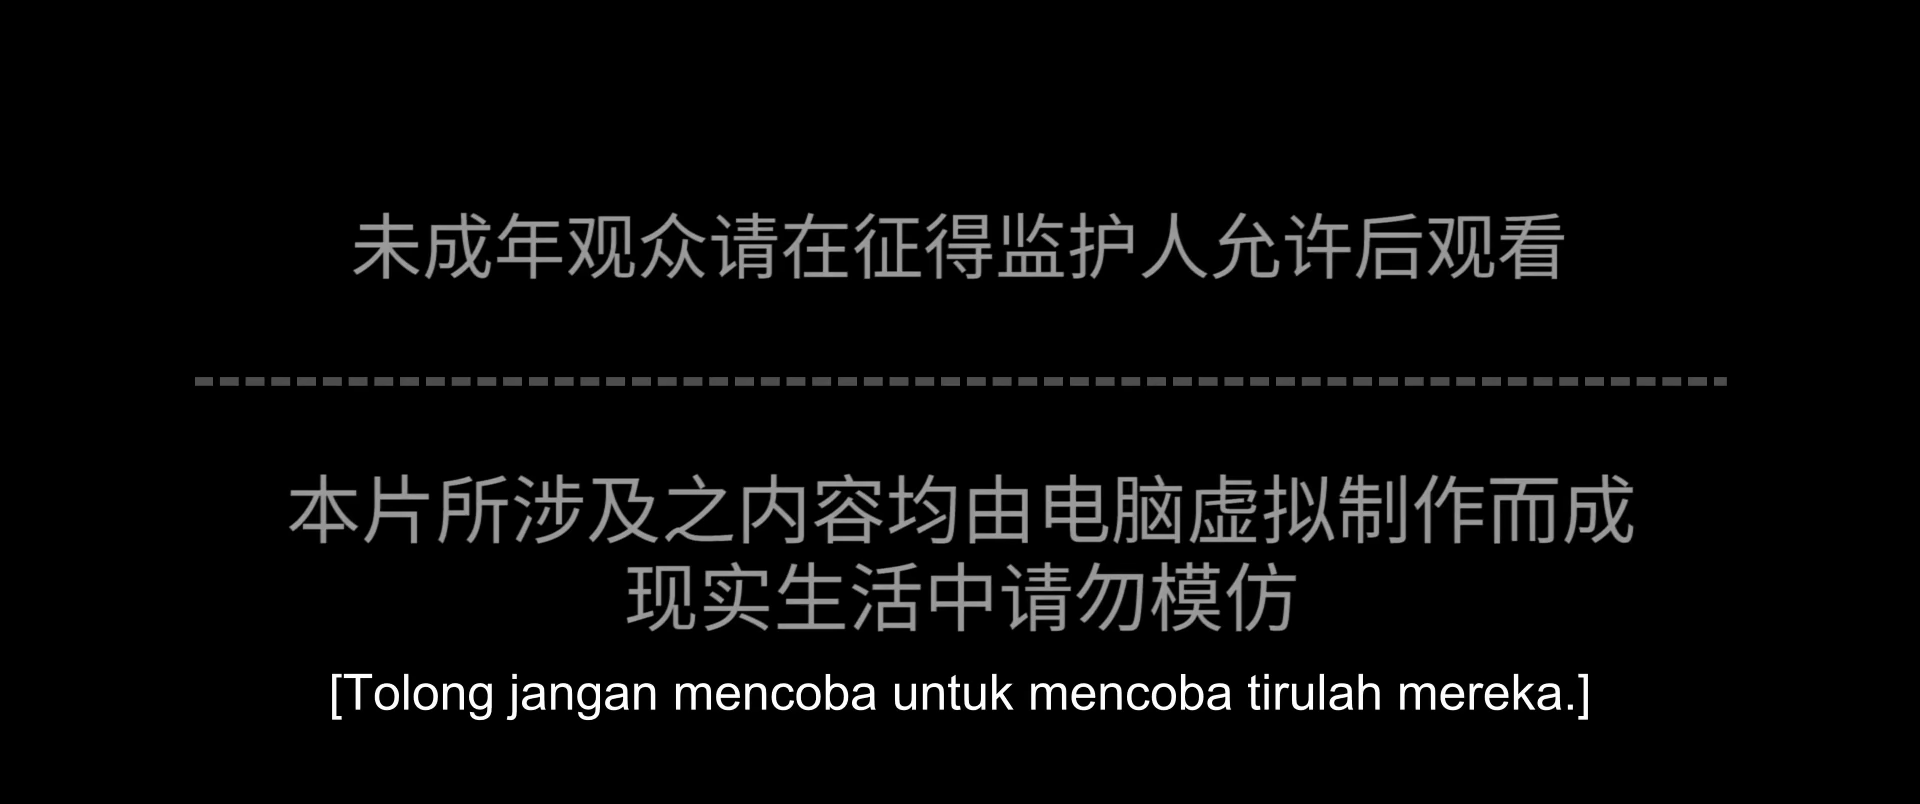 未成年观众请在征得监护人允许后观看
本片所涉及之内容均由电脑虚拟制作而成
现实生活中请勿模仿
[Tolong jangan mencoba untuk mencoba tirulah mereka.]